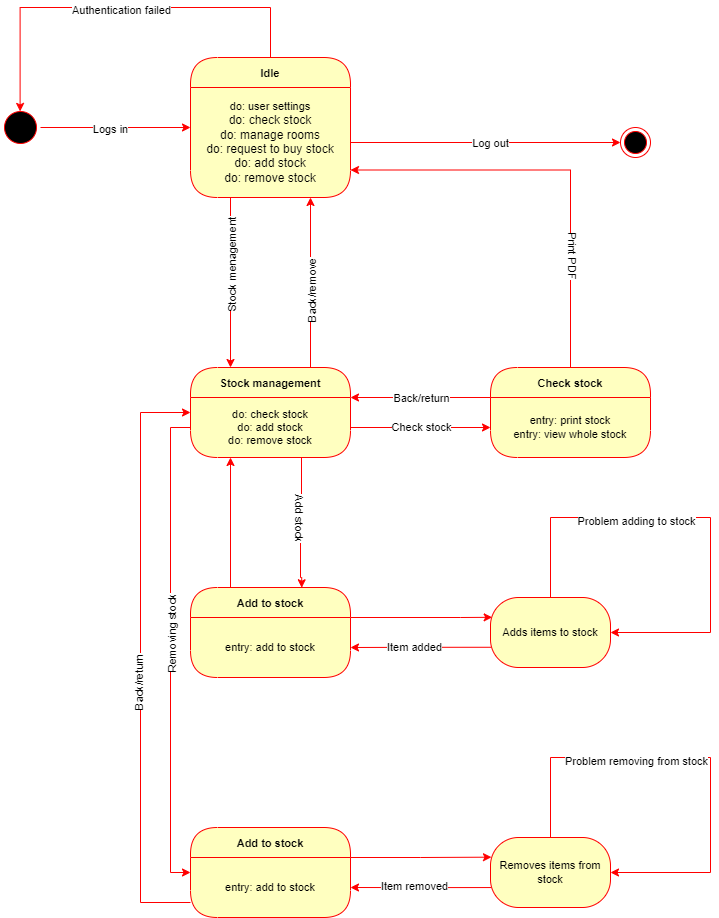 Authentication failed
Idle
do: user settings
do: check stock
do: manage rooms
do: request to buy stock
do: add stock
do: remove stock
Logs in
Log out
Stock menagement
Back/remove
Print PDF
Stock management
do: check stock
do: add stock
do: remove stock
Back/return
Check stock
Check stock
entry: print stock
entry: view whole stock
Add stock
Problem adding to stock
Add to stock
entry: add to stock
Item added
Adds items to stock
Removing stock
Back/return
Problem removing from stock
Add to stock
entry: add to stock
Item removed
Removes items from
stock